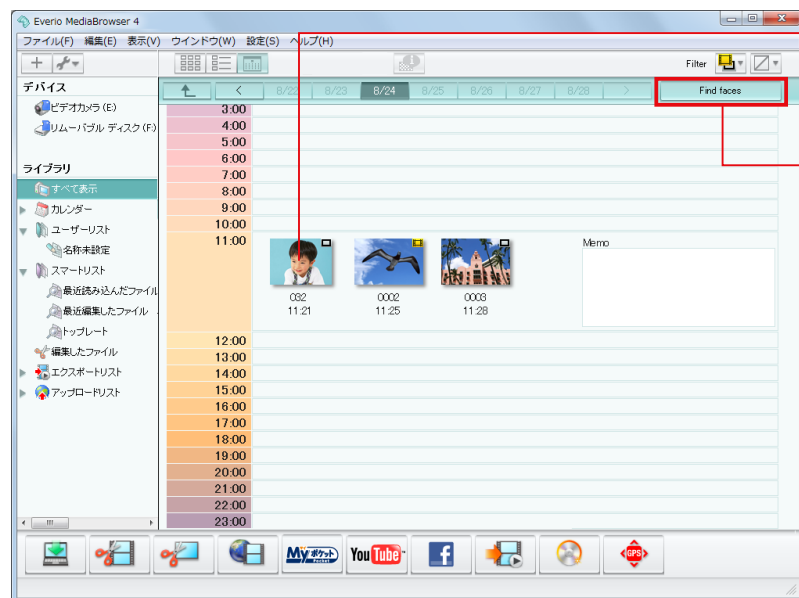 Everio MediaBrowser 4
ファイル(F) 編集(E) 表示(V) ウインドウ(W) 設定(S) ヘルプ(H)
Filter
デバイス
ビデオカメラ (E:)
リムーバブル ディスク (F:)
ライブラリ
すべて表示
カレンダー
ユーザーリスト
名称未設定
スマートリスト
最近読み込んだファイル
最近編集したファイル
トップレート
編集したファイル
エクスポートリスト
アップロードリスト
8/22 8/23 8/24 8/25 8/26 8/27 8/28
Find faces
3:00
4:00
5:00
6:00
7:00
8:00
9:00
10:00
11:00
Memo
032 0002 0003
11:21 11:25 11:28
12:00
13:00
14:00
15:00
16:00
17:00
18:00
19:00
20:00
21:00
22:00
23:00
Myポケット
Pocket
YouTube
f
GPS